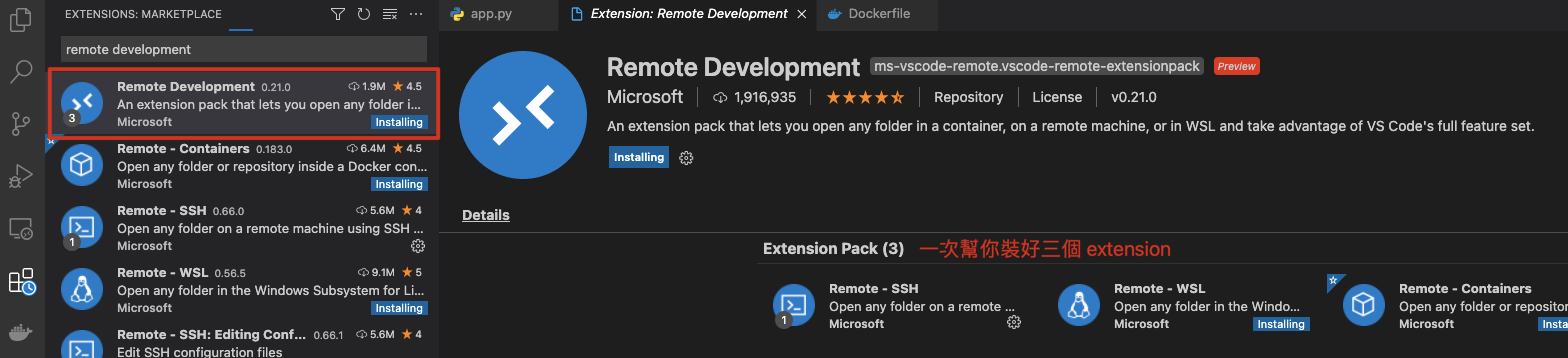 EXTENSIONS: MARKETPLACE
remote development
Remote Development 0.21.0 1.9M 4.5
3
An extension pack that lets you open any folder i...
Microsoft Installing
Remote - Containers 0.183.0 6.4M 4.5
Open any folder or repository inside a Docker con...
Microsoft Installing
Remote - SSH 0.66.0 5.6M 4
Open any folder on a remote machine using SSH ...
1
Microsoft
Remote - WSL 0.56.5 9.1M 5
Open any folder in the Windows Subsystem for Li...
Microsoft Installing
Remote - SSH: Editing Conf... 0.66.1 5.6M 4
Edit SSH configuration files
app.py
Extension: Remote Development
Dockerfile
Remote Development ms-vscode-remote.vscode-remote-extensionpack Preview
Microsoft 1,916,935 Repository License v0.21.0
An extension pack that lets you open any folder in a container, on a remote machine, or in WSL and take advantage of VS Code's full feature set.
Installing
Details
Extension Pack (3) 一次幫你裝好三個 extension
Remote - SSH
Open any folder on a remote ...
1
Microsoft
Remote - WSL
Open any folder in the Windo...
Microsoft Installing
Remote - Containers
Open any folder or repositor
Microsoft Insta